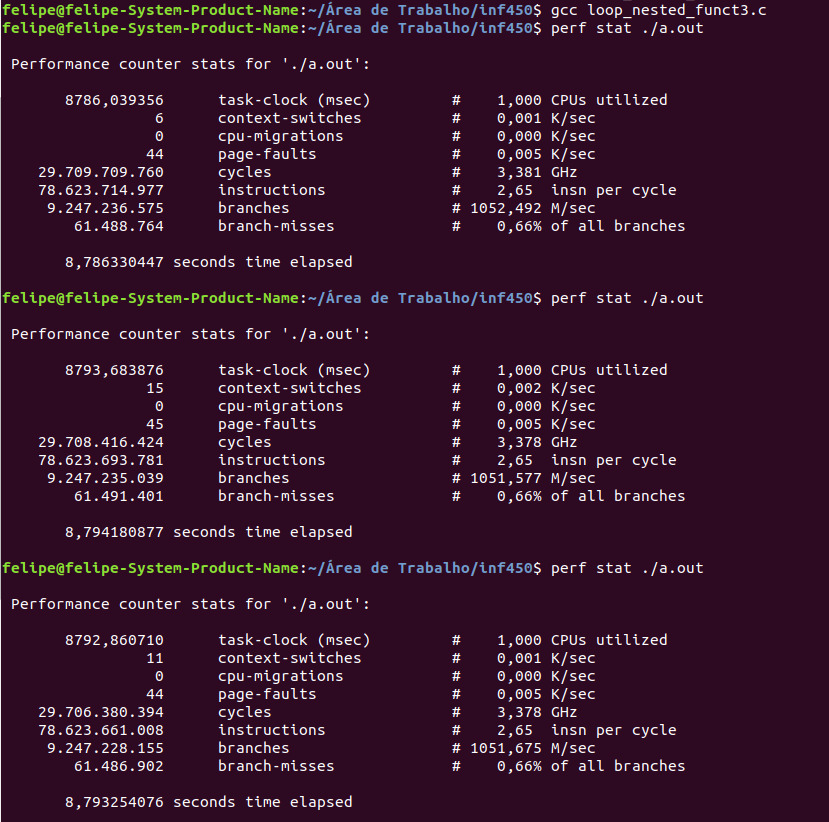 felipe@felipe-System-Product-Name:~/Área de Trabalho/inf450$ gcc loop_nested_funct3.c
felipe@felipe-System-Product-Name:~/Área de Trabalho/inf450$ perf stat ./a.out
Performance counter stats for './a.out':
8786,039356 task-clock (msec) # 1,000 CPUs utilized
6 context-switches # 0,001 K/sec
0 cpu-migrations # 0,000 K/sec
44 page-faults # 0,005 K/sec
29.709.709.760 cycles # 3,381 GHz
78.623.714.977 instructions # 2,65 insn per cycle
9.247.236.575 branches # 1052,492 M/sec
61.488.764 branch-misses # 0,66% of all branches
8,786330447 seconds time elapsed
felipe@felipe-System-Product-Name:~/Área de Trabalho/inf450$ perf stat ./a.out
Performance counter stats for './a.out':
8793,683876 task-clock (msec) # 1,000 CPUs utilized
15 context-switches # 0,002 K/sec
0 cpu-migrations # 0,000 K/sec
45 page-faults # 0,005 K/sec
29.708.416.424 cycles # 3,378 GHz
78.623.693.781 instructions # 2,65 insn per cycle
9.247.235.039 branches # 1051,577 M/sec
61.491.401 branch-misses # 0,66% of all branches
8,794180877 seconds time elapsed
felipe@felipe-System-Product-Name:~/Área de Trabalho/inf450$ perf stat ./a.out
Performance counter stats for './a.out':
8792,860710 task-clock (msec) # 1,000 CPUs utilized
11 context-switches # 0,001 K/sec
0 cpu-migrations # 0,000 K/sec
44 page-faults # 0,005 K/sec
29.706.380.394 cycles # 3,378 GHz
78.623.661.008 instructions # 2,65 insn per cycle
9.247.228.155 branches # 1051,675 M/sec
61.486.902 branch-misses # 0,66% of all branches
8,793254076 seconds time elapsed